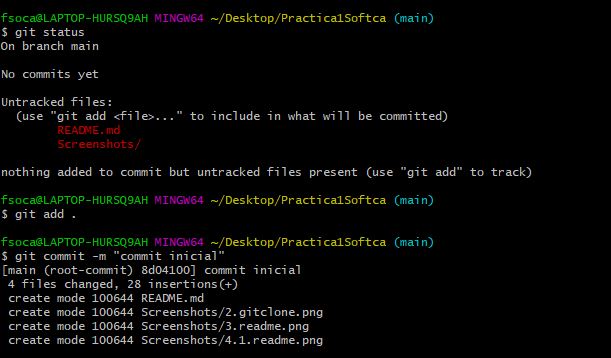 fsoca@LAPTOP-HURSQ9AH MINGW64 ~/Desktop/Practica1Softca (main)
$ git status
On branch main
No commits yet
Untracked files:
  (use "git add <file>..." to include in what will be committed)
        README.md
        Screenshots/
nothing added to commit but untracked files present (use "git add" to track)
fsoca@LAPTOP-HURSQ9AH MINGW64 ~/Desktop/Practica1Softca (main)
$ git add .
fsoca@LAPTOP-HURSQ9AH MINGW64 ~/Desktop/Practica1Softca (main)
$ git commit -m "commit inicial"
[main (root-commit) 8d04100] commit inicial
 4 files changed, 28 insertions(+)
 create mode 100644 README.md
 create mode 100644 Screenshots/2.gitclone.png
 create mode 100644 Screenshots/3.readme.png
 create mode 100644 Screenshots/4.1.readme.png